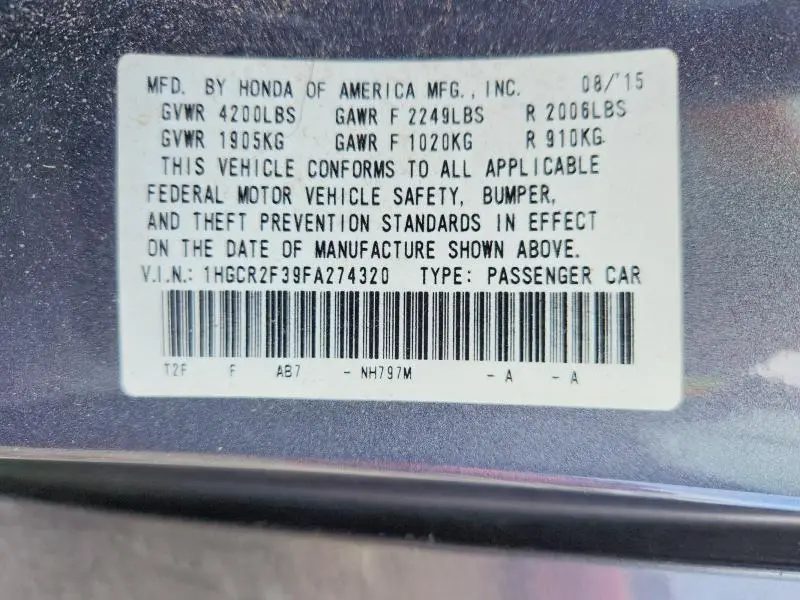 MFD. BY HONDA OF AMERICA MFG., INC. 08/'15
GVWR 4200LBS GAWR F 2249LBS R 2006LBS
GVWR 1905KG GAWR F 1020KG R 910KG
THIS VEHICLE CONFORMS TO ALL APPLICABLE
FEDERAL MOTOR VEHICLE SAFETY, BUMPER,
AND THEFT PREVENTION STANDARDS IN EFFECT
ON THE DATE OF MANUFACTURE SHOWN ABOVE.
V.I.N.: 1HGCR2F39FA274320 TYPE: PASSENGER CAR
T2F F AB7 - NH797M - A - A